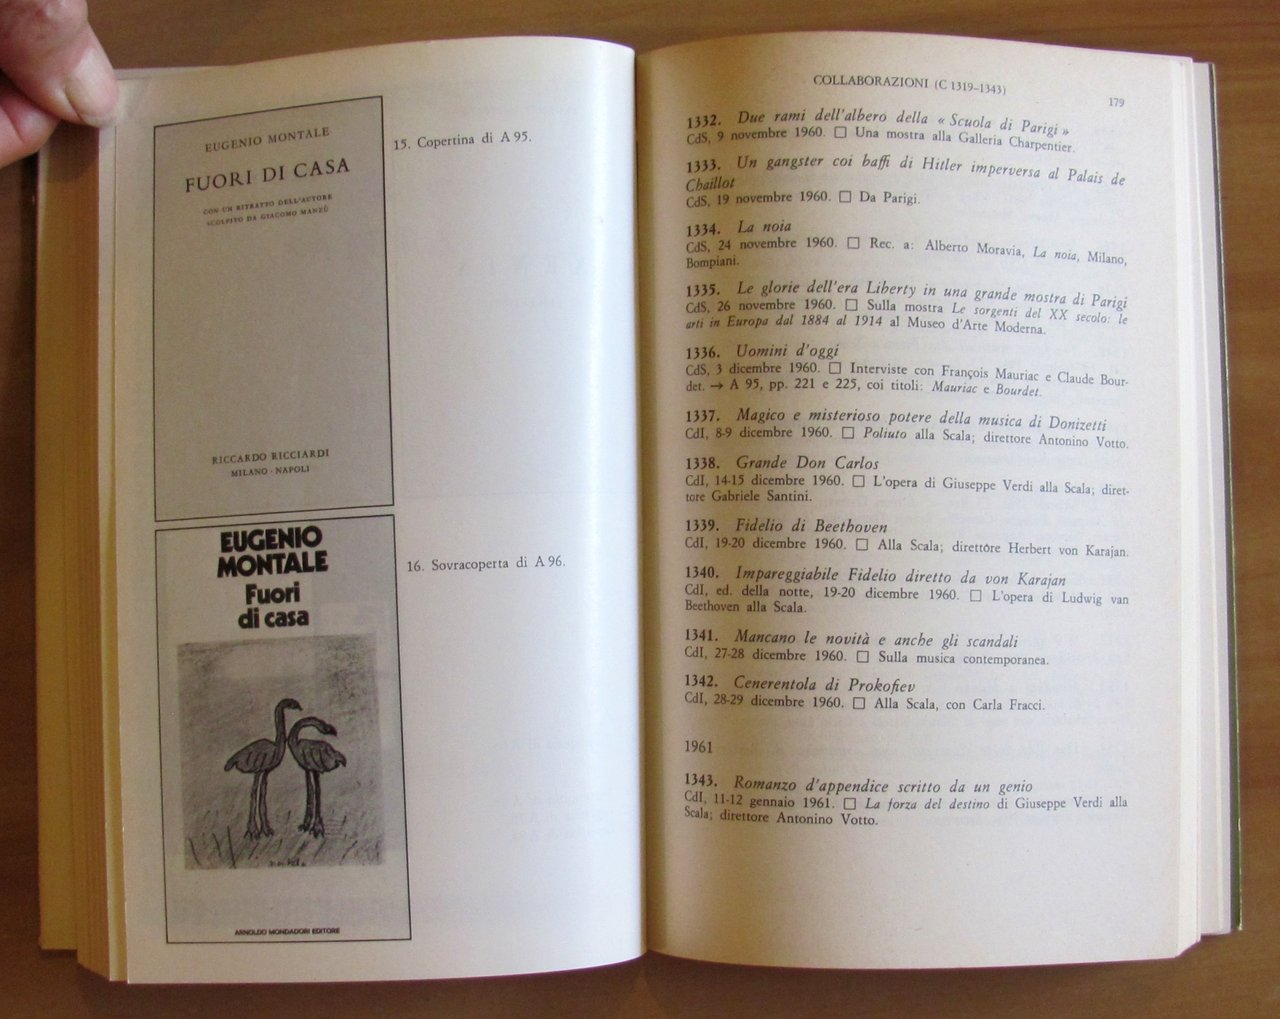 EUGENIO MONTALE
FUORI DI CASA
CON UN RITRATTO DELL'AUTORE
SCOLPITO DA GIACOMO MANZÙ
RICCARDO RICCIARDI
MILANO · NAPOLI
15. Copertina di A 95.
EUGENIO
MONTALE
Fuori
di casa
ARNOLDO MONDADORI EDITORE
16. Sovracoperta di A 96.
COLLABORAZIONI (C 1319-1343)
179
1332. Due rami dell'albero della « Scuola di Parigi »
CdS, 9 novembre 1960. □ Una mostra alla Galleria Charpentier.
1333. Un gangster coi baffi di Hitler imperversa al Palais de
Chaillot
CdS, 19 novembre 1960. □ Da Parigi.
1334. La noia
CdS, 24 novembre 1960. □ Rec. a: Alberto Moravia, La noia, Milano,
Bompiani.
1335. Le glorie dell'era Liberty in una grande mostra di Parigi
CdS, 26 novembre 1960. □ Sulla mostra Le sorgenti del XX secolo: le
arti in Europa dal 1884 al 1914 al Museo d'Arte Moderna.
1336. Uomini d'oggi
CdS, 3 dicembre 1960. □ Interviste con François Mauriac e Claude Bour-
det. → A 95, pp. 221 e 225, coi titoli: Mauriac e Bourdet.
1337. Magico e misterioso potere della musica di Donizetti
CdI, 8-9 dicembre 1960. □ Poliuto alla Scala; direttore Antonino Votto.
1338. Grande Don Carlos
CdI, 14-15 dicembre 1960. □ L'opera di Giuseppe Verdi alla Scala; diret-
tore Gabriele Santini.
1339. Fidelio di Beethoven
CdI, 19-20 dicembre 1960. □ Alla Scala; direttore Herbert von Karajan.
1340. Impareggiabile Fidelio diretto da von Karajan
CdI, ed. della notte, 19-20 dicembre 1960. □ L'opera di Ludwig van
Beethoven alla Scala.
1341. Mancano le novità e anche gli scandali
CdI, 27-28 dicembre 1960. □ Sulla musica contemporanea.
1342. Cenerentola di Prokofiev
CdI, 28-29 dicembre 1960. □ Alla Scala, con Carla Fracci.
1961
1343. Romanzo d'appendice scritto da un genio
CdI, 11-12 gennaio 1961. □ La forza del destino di Giuseppe Verdi alla
Scala; direttore Antonino Votto.